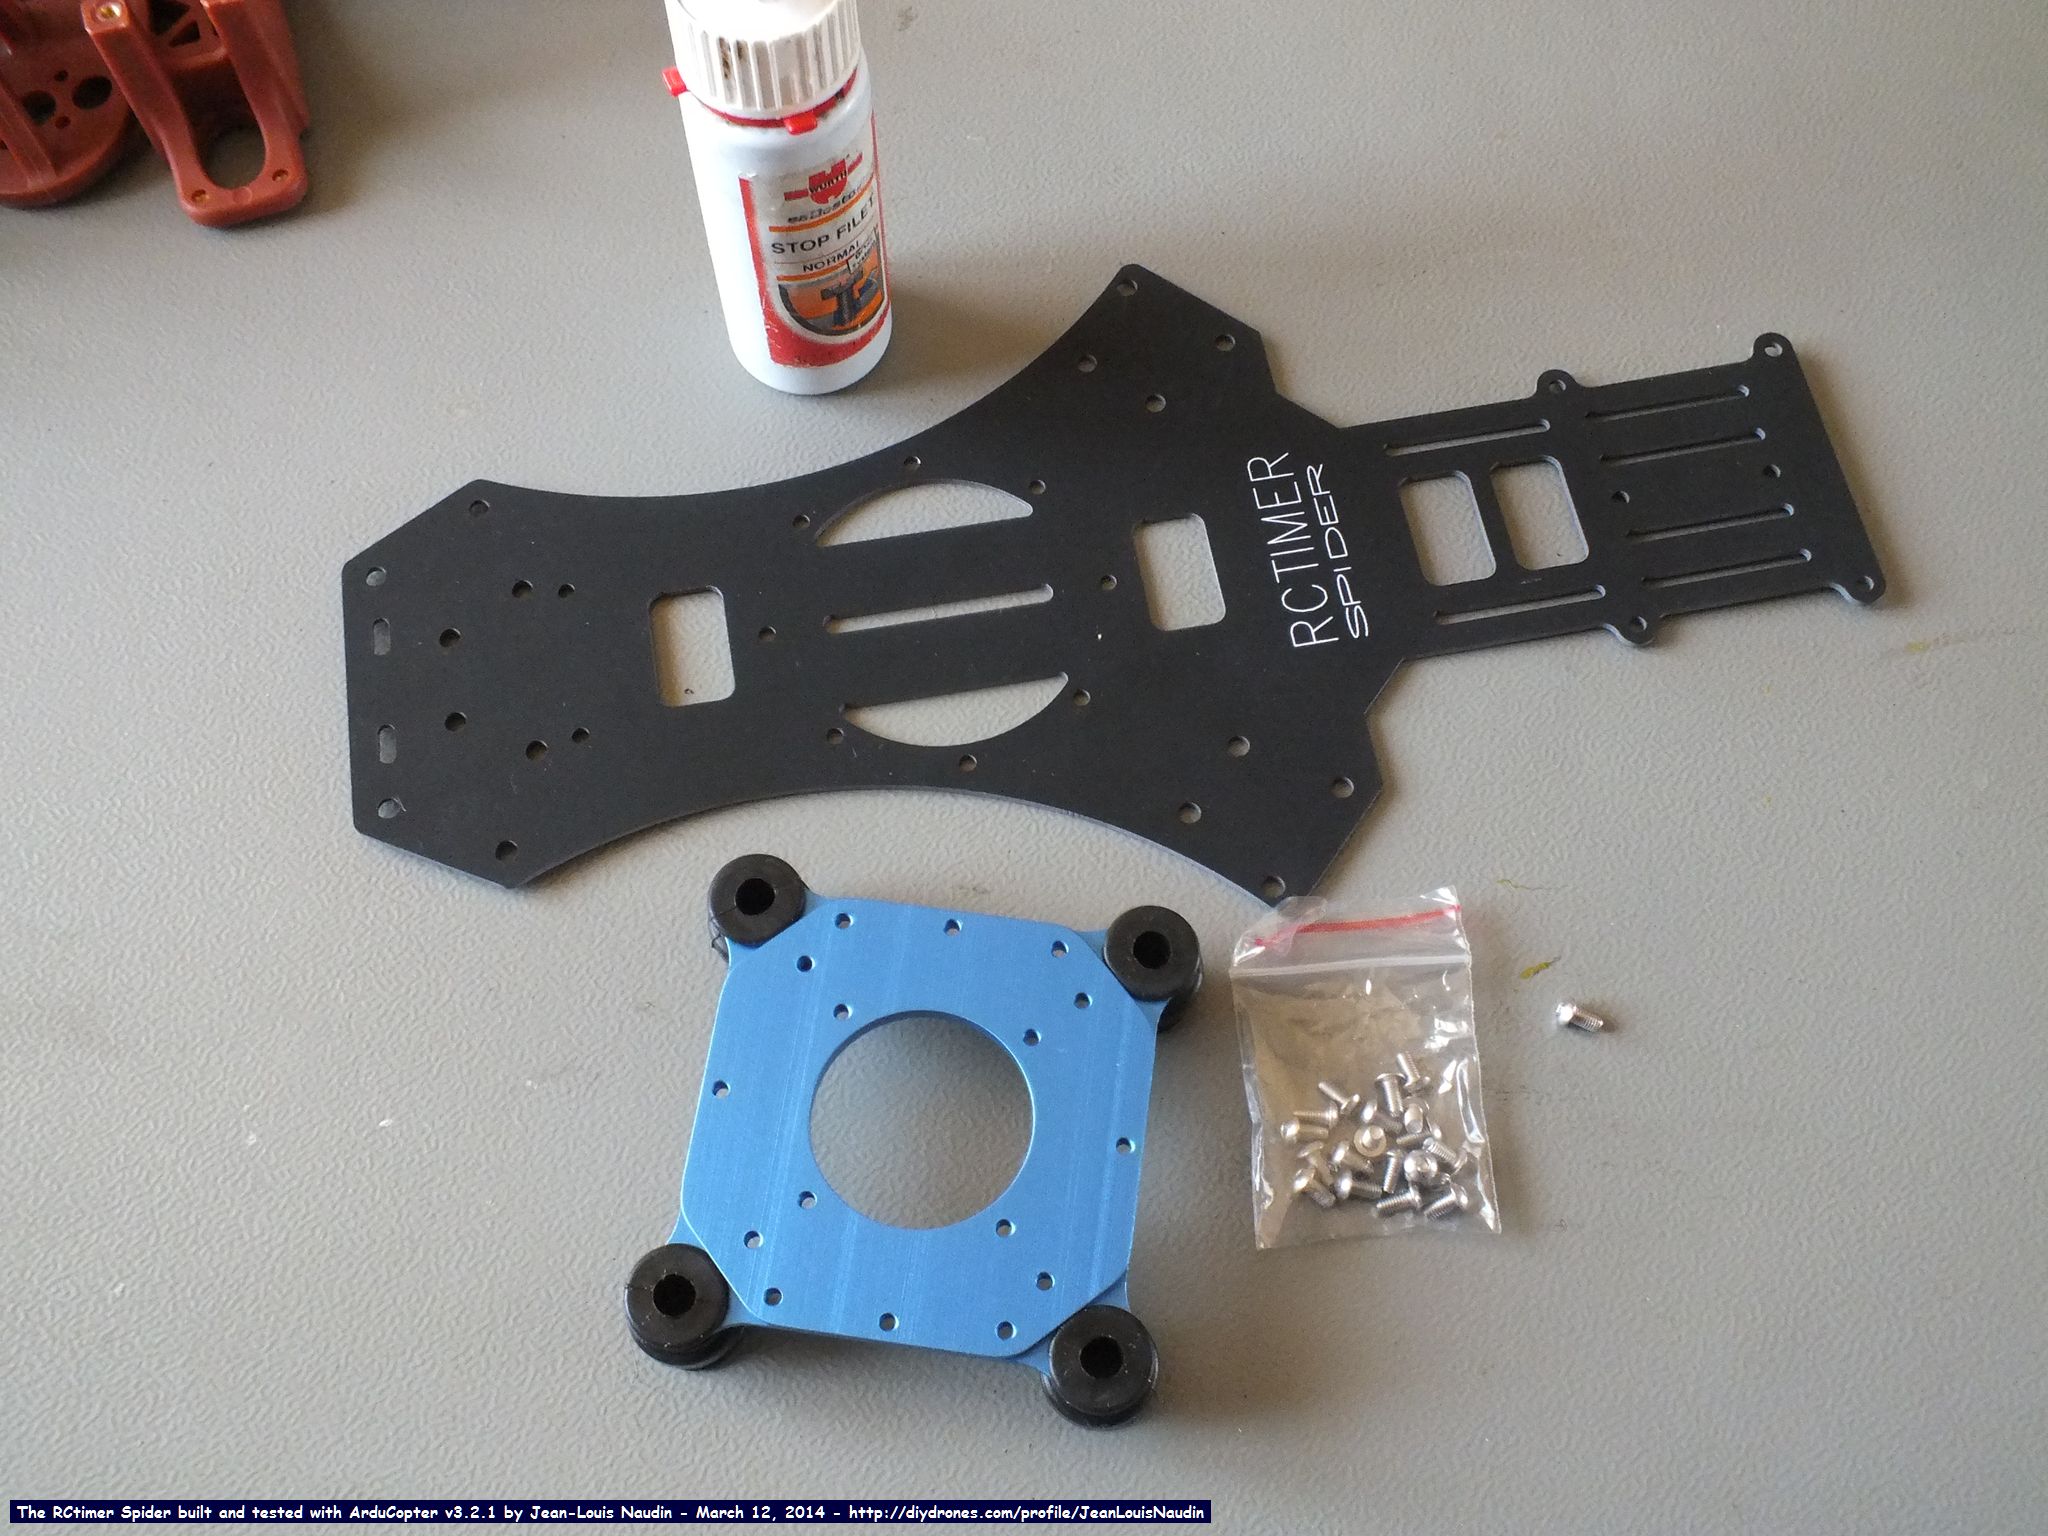 WÜRTH
STOP FILET
NORMAL
RCTIMER
SPIDER
The RCtimer Spider built and tested with ArduCopter v3.2.1 by Jean-Louis Naudin - March 12, 2014 - http://diydrones.com/profile/JeanLouisNaudin